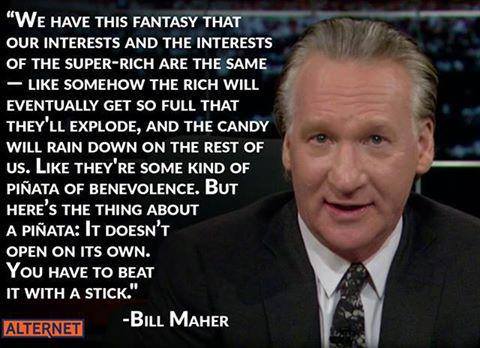 "WE HAVE THIS FANTASY THAT
OUR INTERESTS AND THE INTERESTS
OF THE SUPER-RICH ARE THE SAME
— LIKE SOMEHOW THE RICH WILL
EVENTUALLY GET SO FULL THAT
THEY'LL EXPLODE, AND THE CANDY
WILL RAIN DOWN ON THE REST OF
US. LIKE THEY'RE SOME KIND OF
PIÑATA OF BENEVOLENCE. BUT
HERE'S THE THING ABOUT
A PIÑATA: IT DOESN'T
OPEN ON ITS OWN.
YOU HAVE TO BEAT
IT WITH A STICK."
-BILL MAHER
ALTERNET